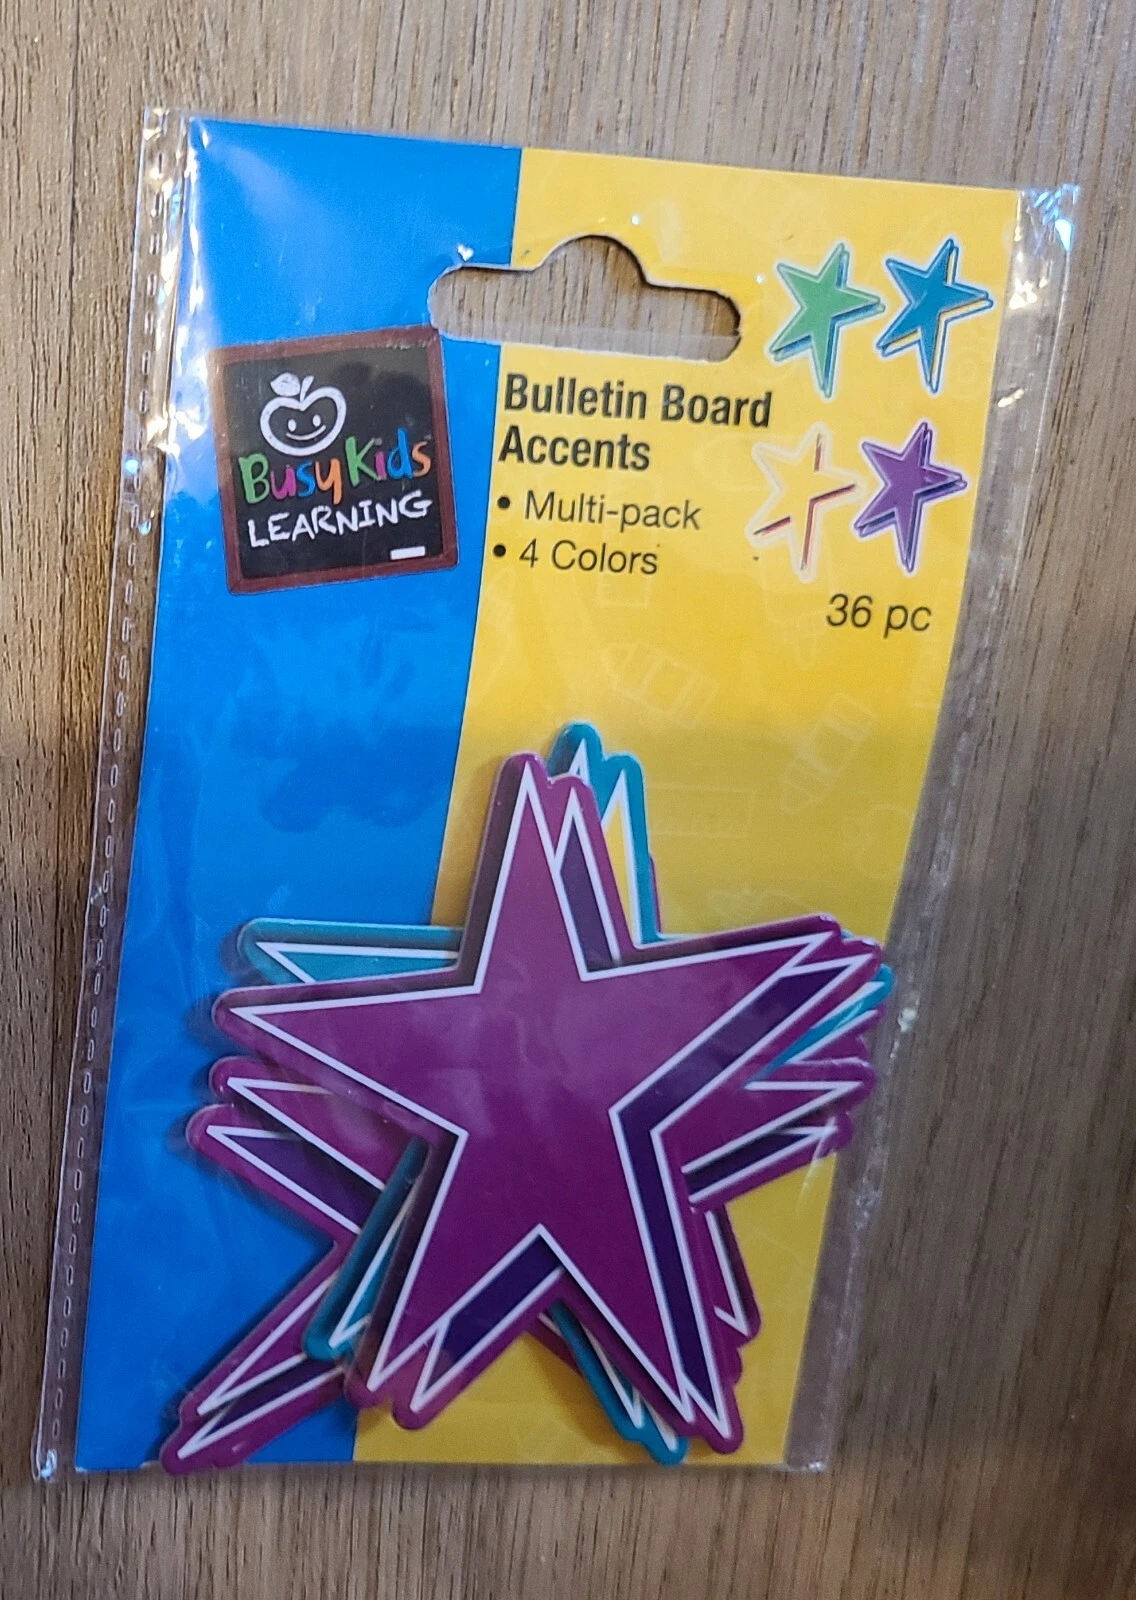 Busy Kids
LEARNING
Bulletin Board
Accents
• Multi-pack
• 4 Colors
36 pc